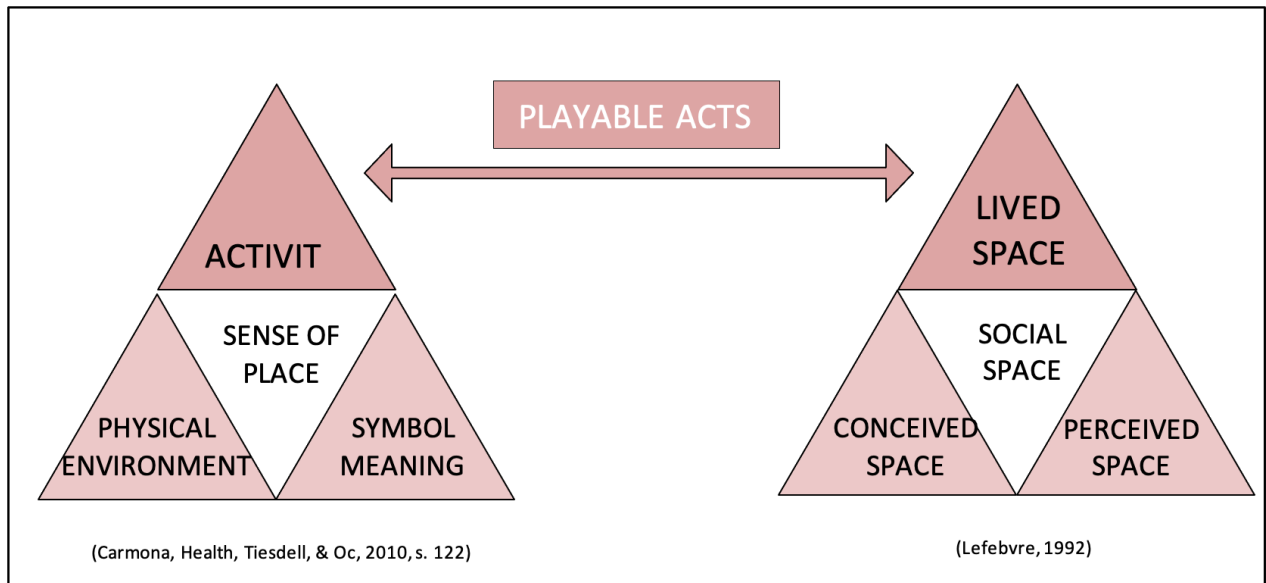 PLAYABLE ACTS
ACTIVIT
SENSE OF
PLACE
PHYSICAL
ENVIRONMENT
SYMBOL
MEANING
(Carmona, Health, Tiesdell, & Oc, 2010, s. 122)
LIVED
SPACE
SOCIAL
SPACE
CONCEIVED
SPACE
PERCEIVED
SPACE
(Lefebvre, 1992)